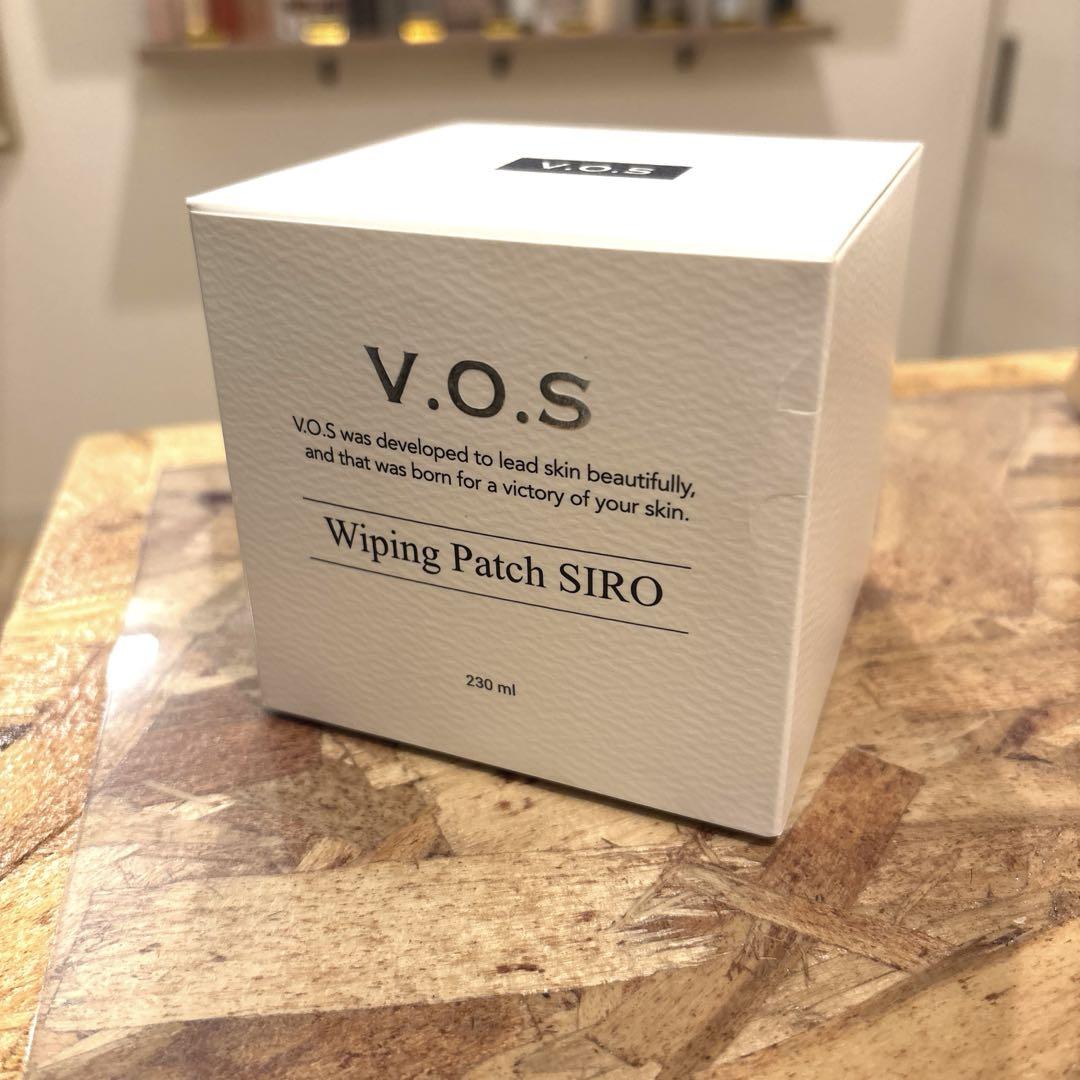 V.O.S
V.O.S
V.O.S was developed to lead skin beautifully,
and that was born for a victory of your skin.
Wiping Patch SIRO
230 ml